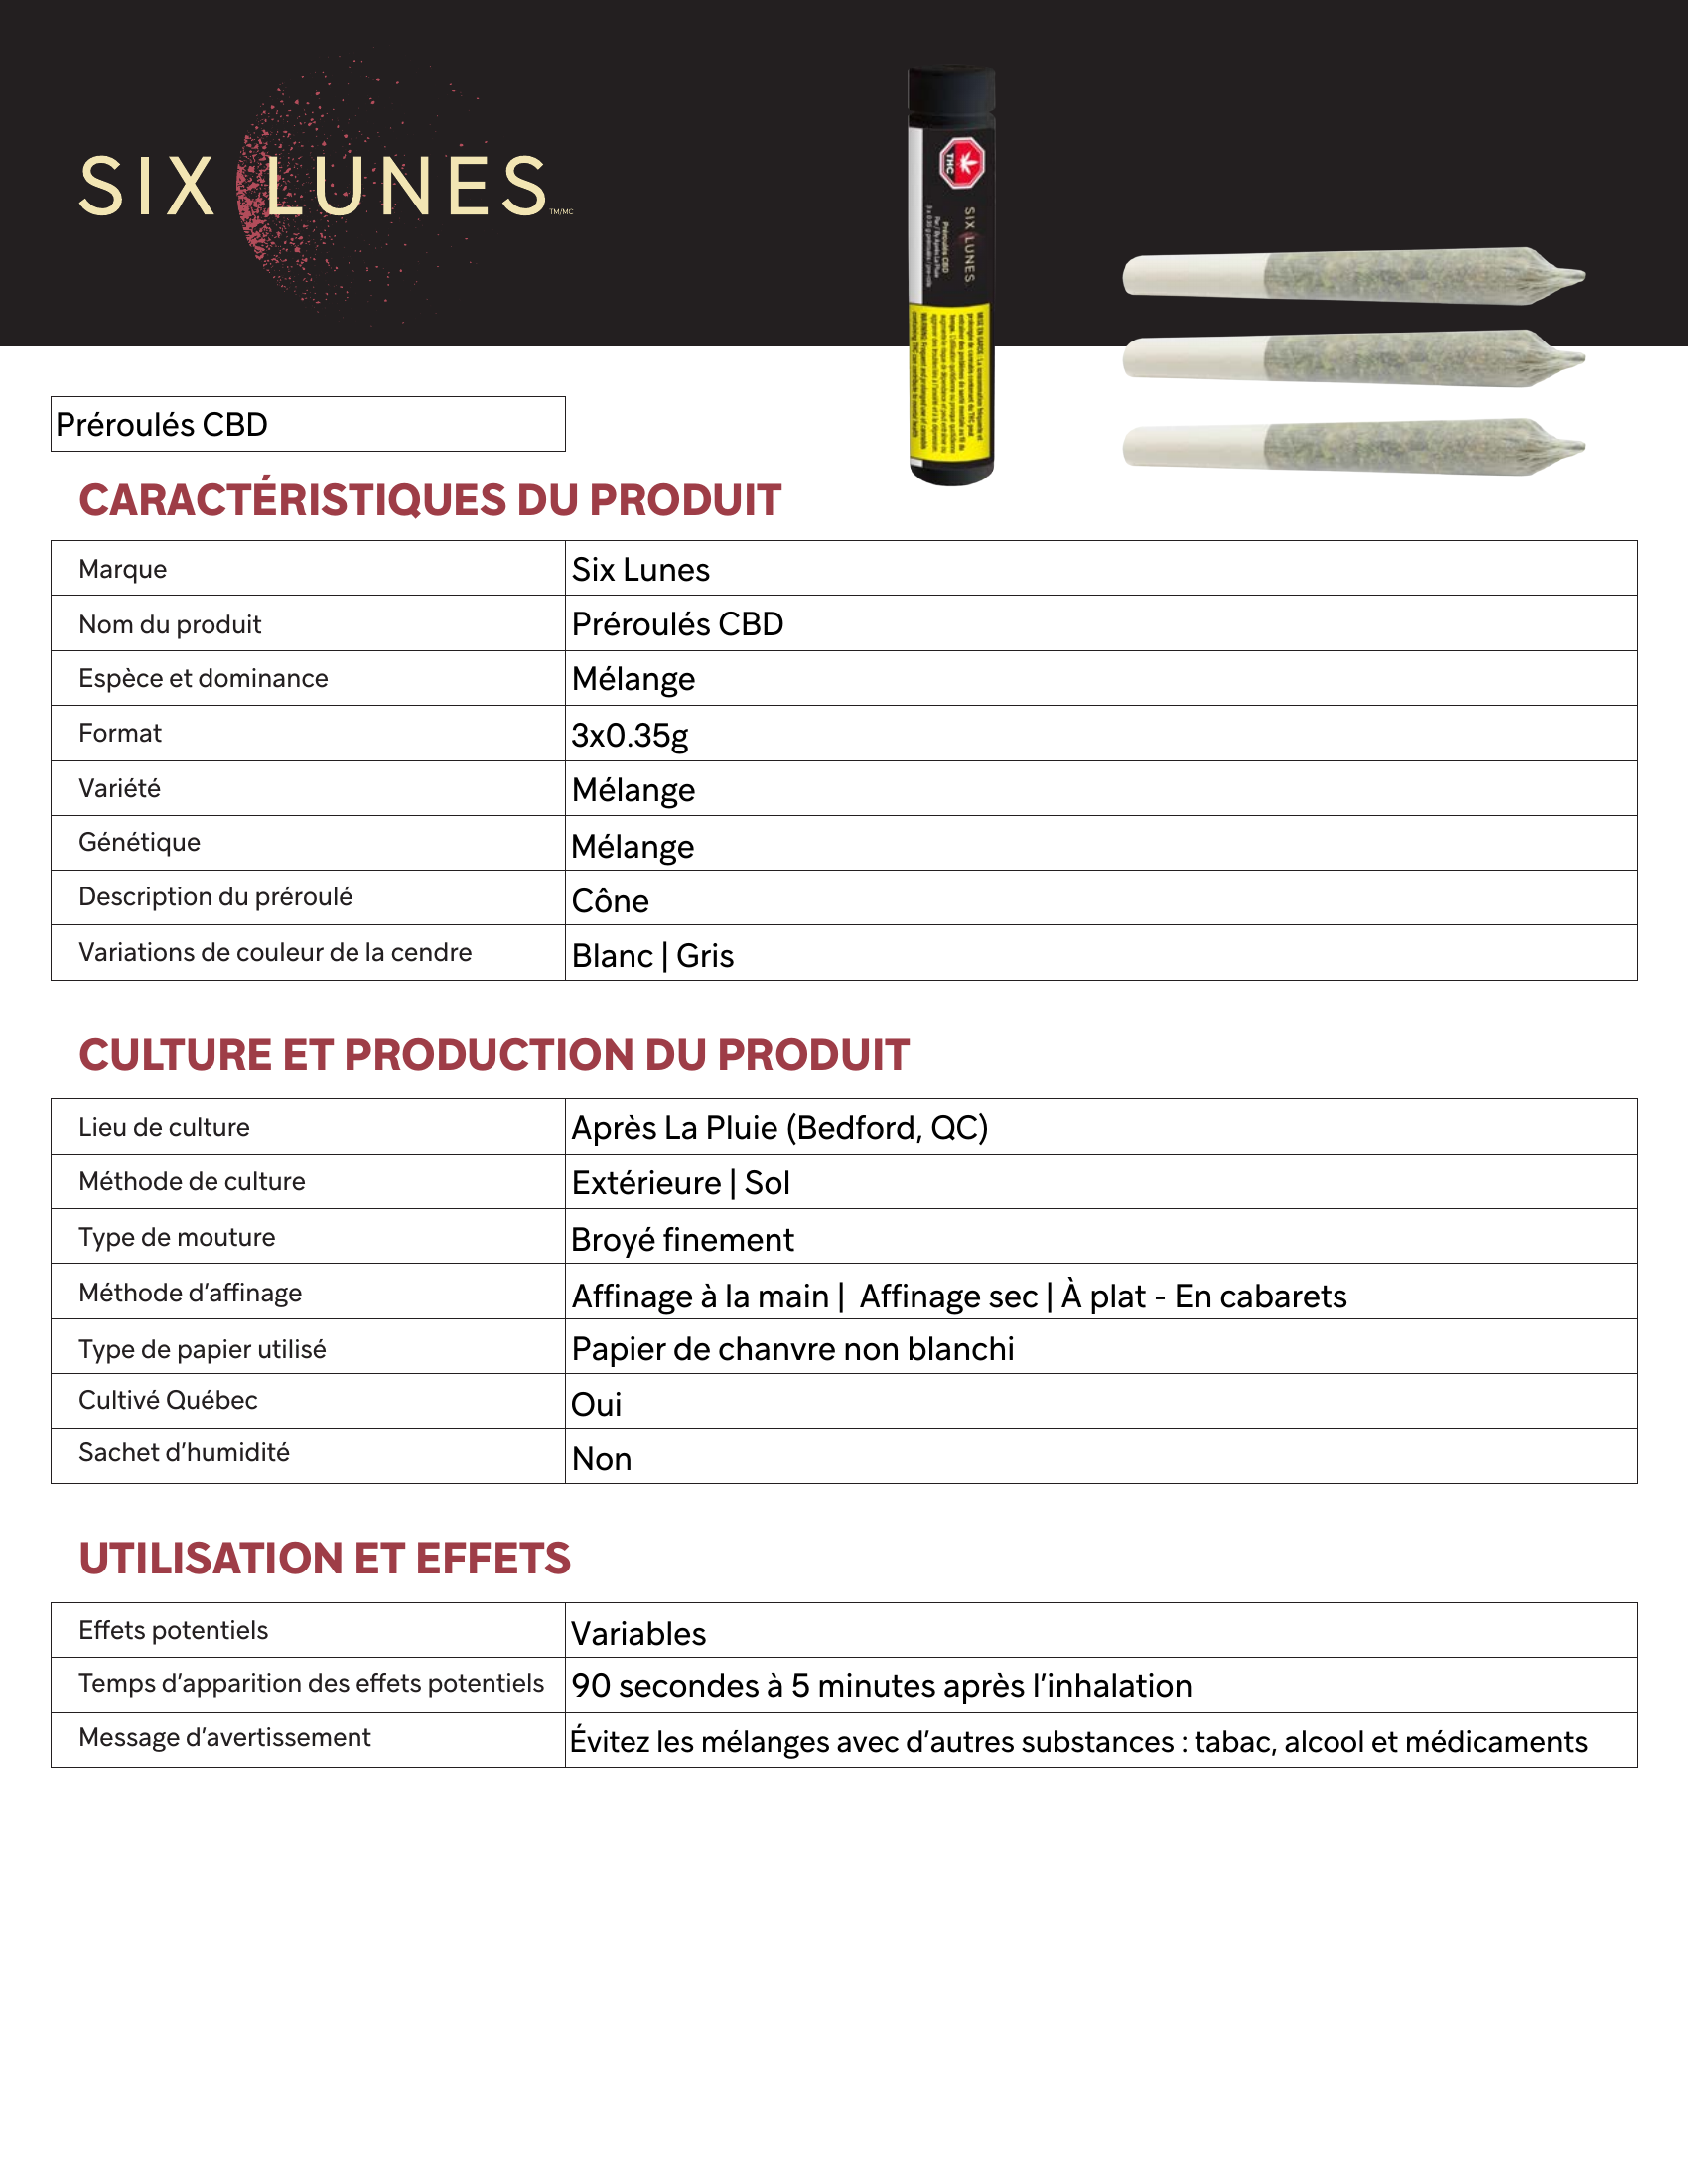 SIX LUNES TM/MC
THC
SIX LUNES
Préroulés CBD
Préroulés CBD
CARACTÉRISTIQUES DU PRODUIT
Marque Six Lunes
Nom du produit Préroulés CBD
Espèce et dominance Mélange
Format 3x0.35g
Variété Mélange
Génétique Mélange
Description du préroulé Cône
Variations de couleur de la cendre Blanc | Gris
CULTURE ET PRODUCTION DU PRODUIT
Lieu de culture Après La Pluie (Bedford, QC)
Méthode de culture Extérieure | Sol
Type de mouture Broyé finement
Méthode d'affinage Affinage à la main | Affinage sec | À plat - En cabarets
Type de papier utilisé Papier de chanvre non blanchi
Cultivé Québec Oui
Sachet d'humidité Non
UTILISATION ET EFFETS
Effets potentiels Variables
Temps d'apparition des effets potentiels 90 secondes à 5 minutes après l'inhalation
Message d'avertissement Évitez les mélanges avec d'autres substances : tabac, alcool et médicaments